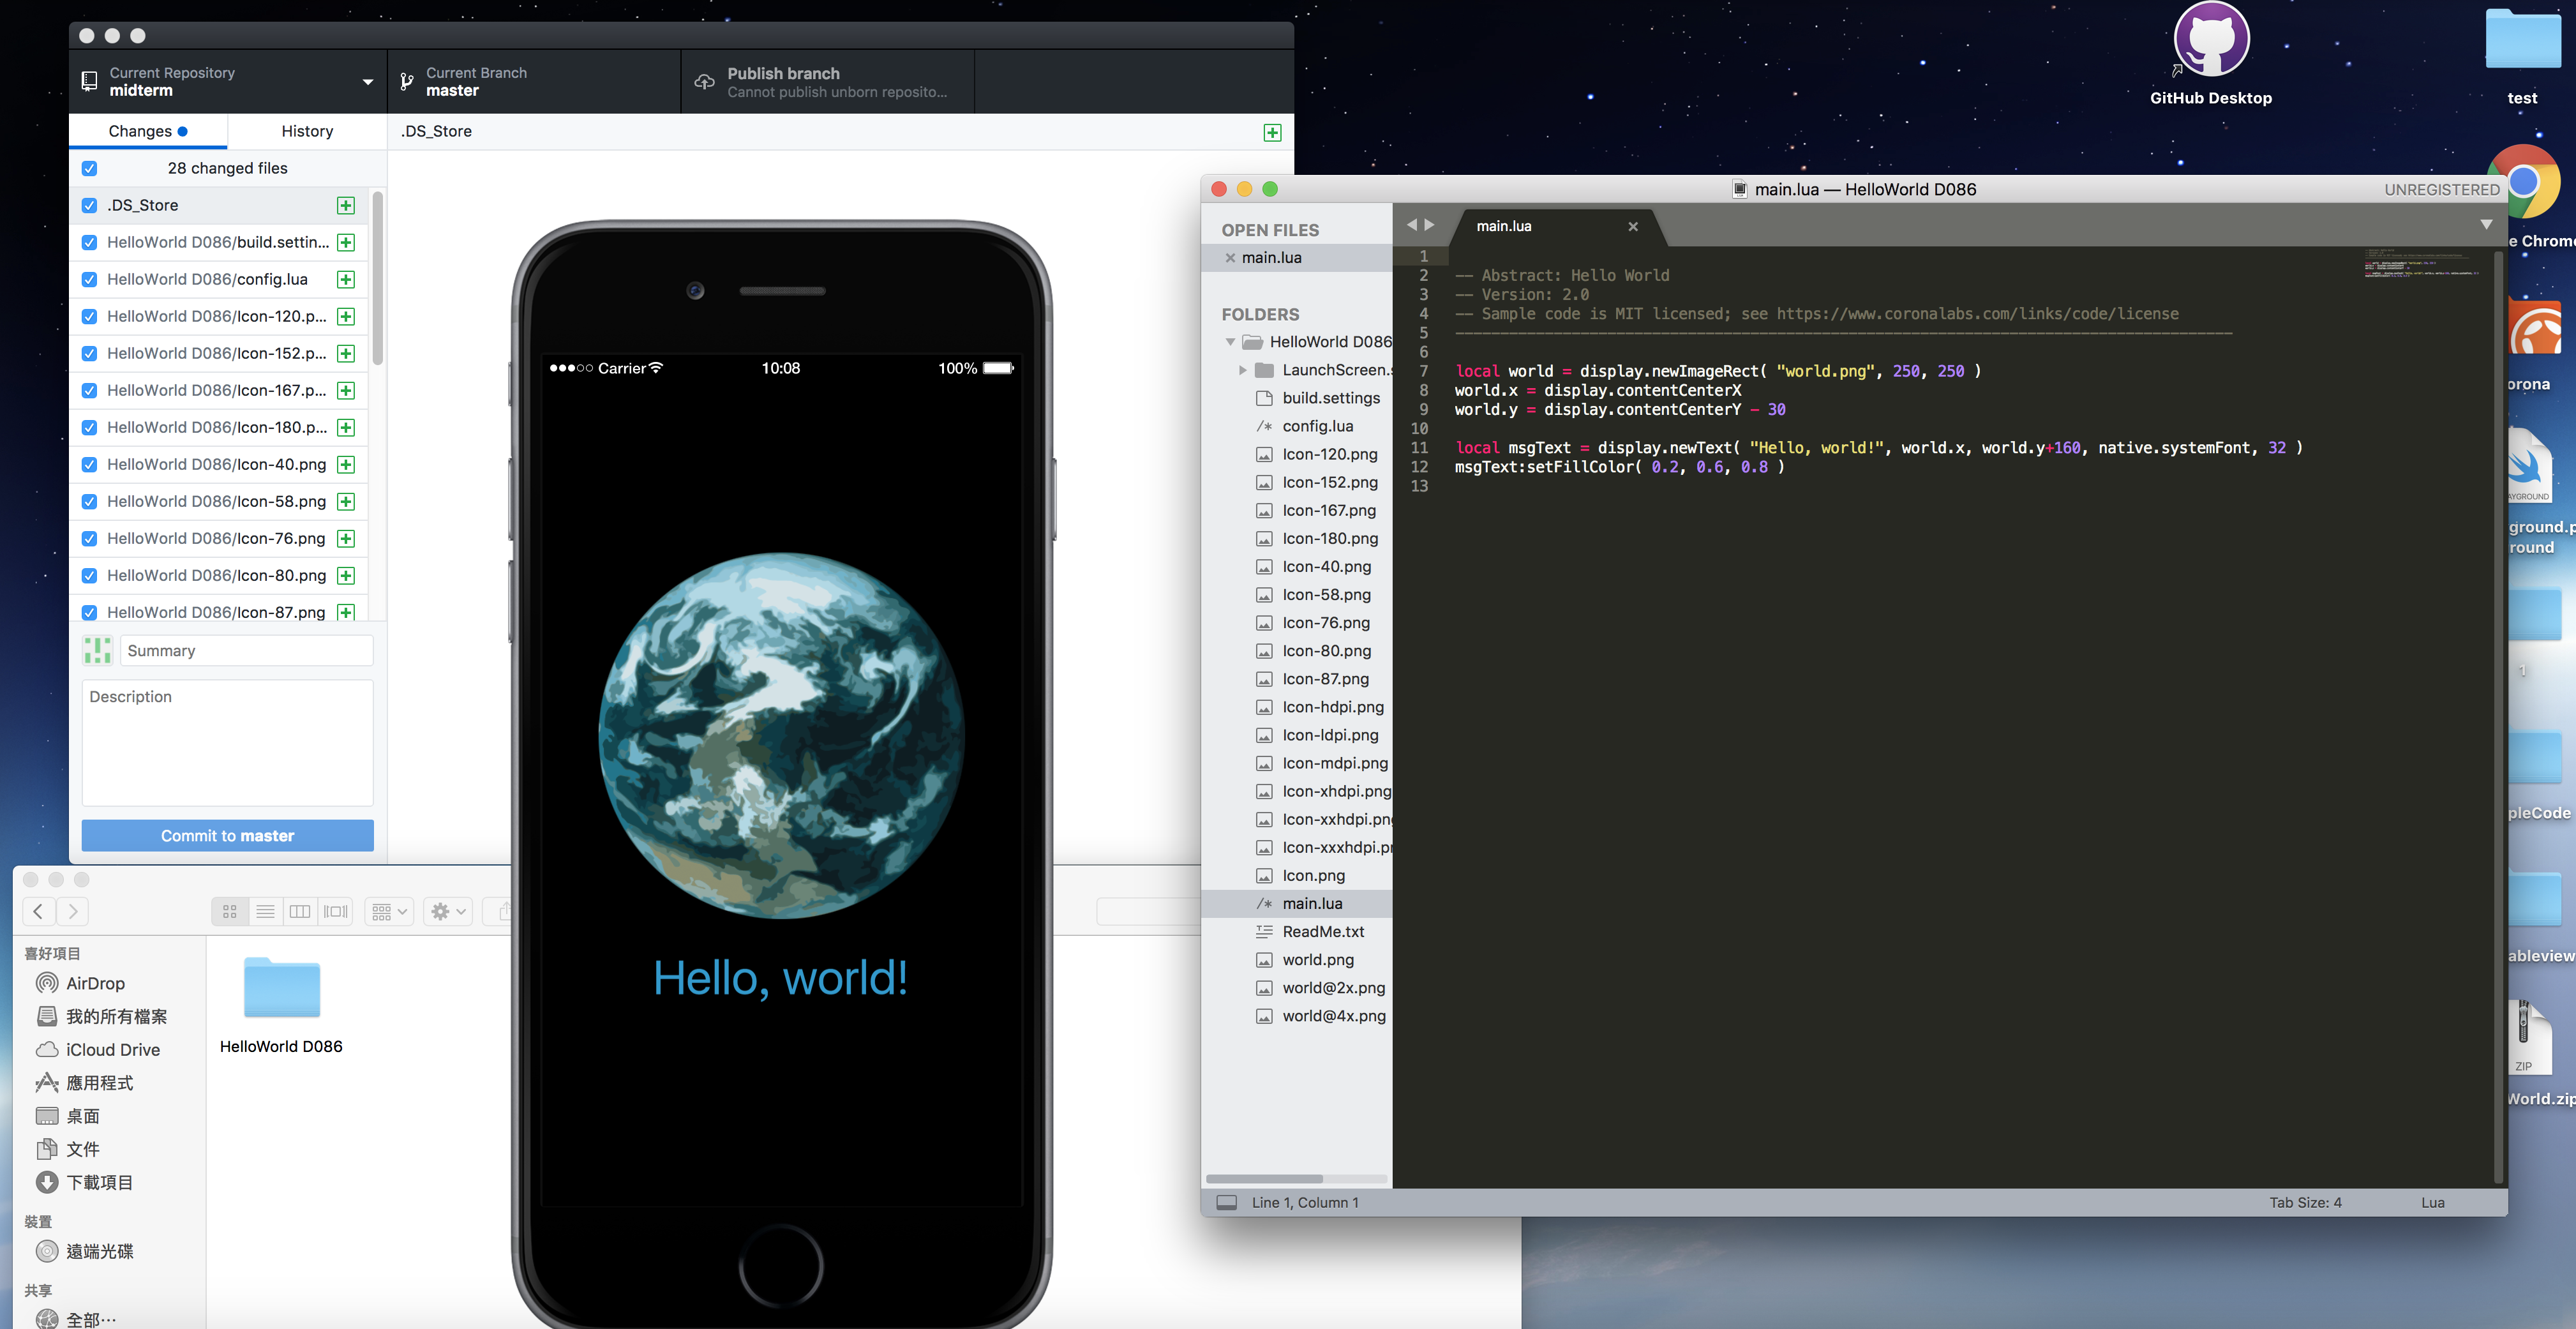 Current Repository
midterm
Current Branch
master
Publish branch
Cannot publish unborn reposito...
Changes
History
.DS_Store
28 changed files
.DS_Store
HelloWorld D086/build.settin...
HelloWorld D086/config.lua
HelloWorld D086/Icon-120.p...
HelloWorld D086/Icon-152.p...
HelloWorld D086/Icon-167.p...
HelloWorld D086/Icon-180.p...
HelloWorld D086/Icon-40.png
HelloWorld D086/Icon-58.png
HelloWorld D086/Icon-76.png
HelloWorld D086/Icon-80.png
HelloWorld D086/Icon-87.png
Summary
Description
Commit to master
喜好項目
AirDrop
我的所有檔案
iCloud Drive
應用程式
桌面
文件
下載項目
裝置
遠端光碟
共享
全部…
HelloWorld D086
Carrier
10:08
100%
Hello, world!
main.lua — HelloWorld D086
UNREGISTERED
OPEN FILES
main.lua
FOLDERS
HelloWorld D086
LaunchScreen.s
build.settings
config.lua
Icon-120.png
Icon-152.png
Icon-167.png
Icon-180.png
Icon-40.png
Icon-58.png
Icon-76.png
Icon-80.png
Icon-87.png
Icon-hdpi.png
Icon-ldpi.png
Icon-mdpi.png
Icon-xhdpi.png
Icon-xxhdpi.png
Icon-xxxhdpi.pn
Icon.png
main.lua
ReadMe.txt
world.png
world@2x.png
world@4x.png
main.lua
1
2 -- Abstract: Hello World
3 -- Version: 2.0
4 -- Sample code is MIT licensed; see https://www.coronalabs.com/links/code/license
5 ---------------------------------------------------------------------------------------
6
7 local world = display.newImageRect( "world.png", 250, 250 )
8 world.x = display.contentCenterX
9 world.y = display.contentCenterY - 30
10
11 local msgText = display.newText( "Hello, world!", world.x, world.y+160, native.systemFont, 32 )
12 msgText:setFillColor( 0.2, 0.6, 0.8 )
13
Line 1, Column 1
Tab Size: 4
Lua
GitHub Desktop
test
e Chrome
orona
AYGROUND
ground.p
round
1
pleCode
ableview
ZIP
World.zip